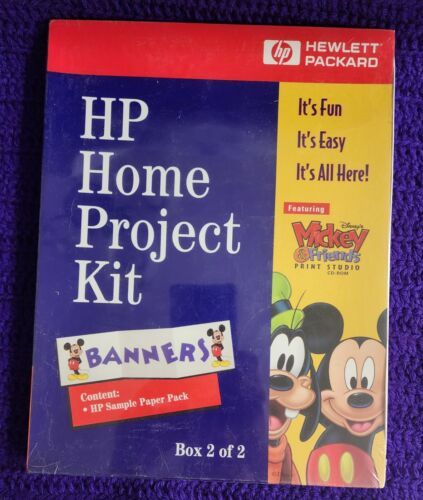 hp HEWLETT®
PACKARD
HP
Home
Project
Kit
It's Fun
It's Easy
It's All Here!
Featuring
Disney's
Mickey
& Friends
PRINT STUDIO
CD-ROM
BANNERS
Content:
• HP Sample Paper Pack
Box 2 of 2